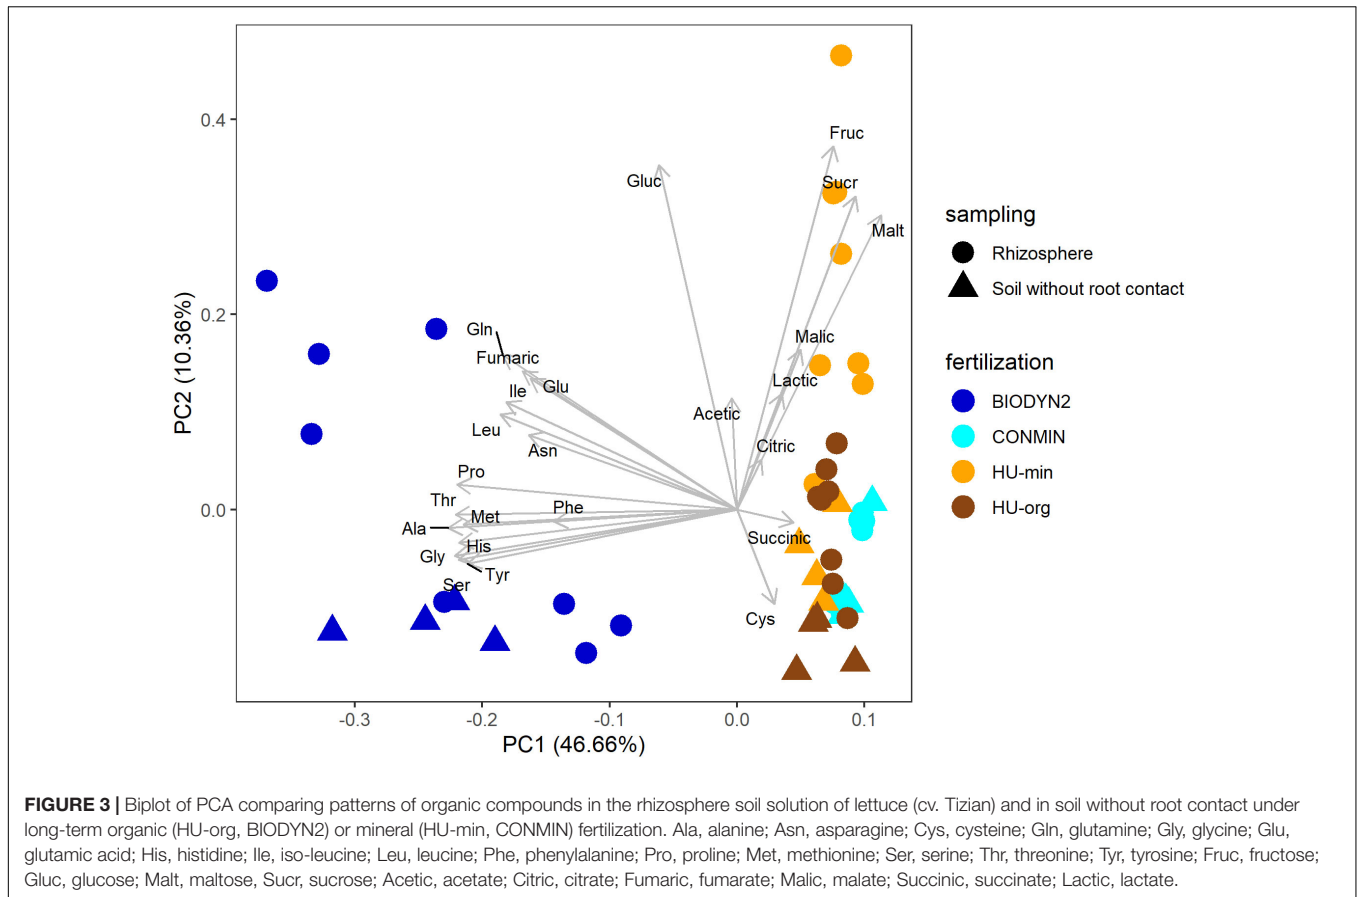 Fruc
0.4
Gluc
Sucr
Malt
sampling
Rhizosphere
Soil without root contact
0.2
Gln
Malic
Fumaric
fertilization
Ile
Glu
Lactic
BIODYN2
PC2 (10.36%)
Acetic
Leu
CONMIN
Asn
Citric
Pro
HU-min
Thr
0.0
Met
Phe
HU-org
Ala
His
Succinic
Gly
Tyr
Ser
Cys
-0.3
-0.2
-0.1
0.0
0.1
PC1 (46.66%)
FIGURE 3 | Biplot of PCA comparing patterns of organic compounds in the rhizosphere soil solution of lettuce (cv. Tizian) and in soil without root contact under
long-term organic (HU-org, BIODYN2) or mineral (HU-min, CONMIN) fertilization. Ala, alanine; Asn, asparagine; Cys, cysteine; Gln, glutamine; Gly, glycine; Glu,
glutamic acid; His, histidine; Ile, iso-leucine; Leu, leucine; Phe, phenylalanine; Pro, proline; Met, methionine; Ser, serine; Thr, threonine; Tyr, tyrosine; Fruc, fructose;
Gluc, glucose; Malt, maltose, Sucr, sucrose; Acetic, acetate; Citric, citrate; Fumaric, fumarate; Malic, malate; Succinic, succinate; Lactic, lactate.